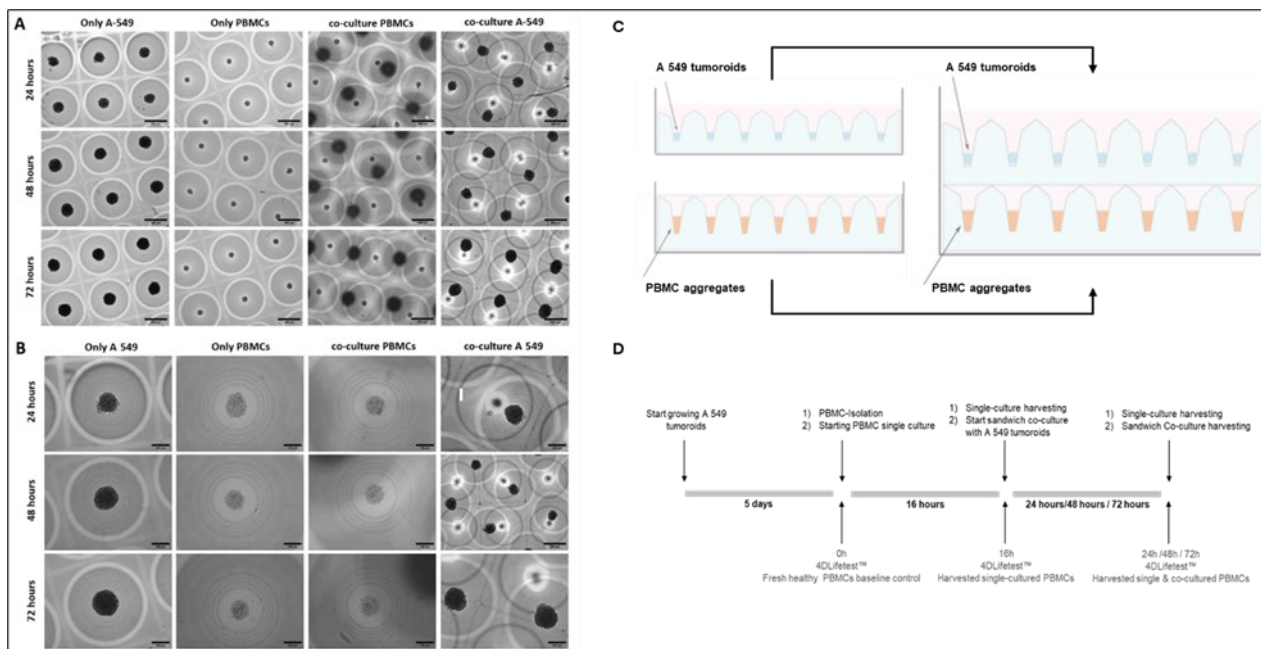 A
Only A-549
Only PBMCs
co-culture PBMCs
co-culture A-549
24 hours
48 hours
72 hours
B
Only A 549
Only PBMCs
co-culture PBMCs
co-culture A 549
24 hours
48 hours
72 hours
C
A 549 tumoroids
A 549 tumoroids
PBMC aggregates
PBMC aggregates
D
Start growing A 549
tumoroids
1) PBMC-Isolation
2) Starting PBMC single culture
1) Single-culture harvesting
2) Start sandwich co-culture
with A 549 tumoroids
1) Single-culture harvesting
2) Sandwich Co-culture harvesting
5 days
16 hours
24 hours/48 hours / 72 hours
0h
4DLifetest™
Fresh healthy PBMCs baseline control
16h
4DLifetest™
Harvested single-cultured PBMCs
24h /48h / 72h
4DLifetest™
Harvested single & co-cultured PBMCs